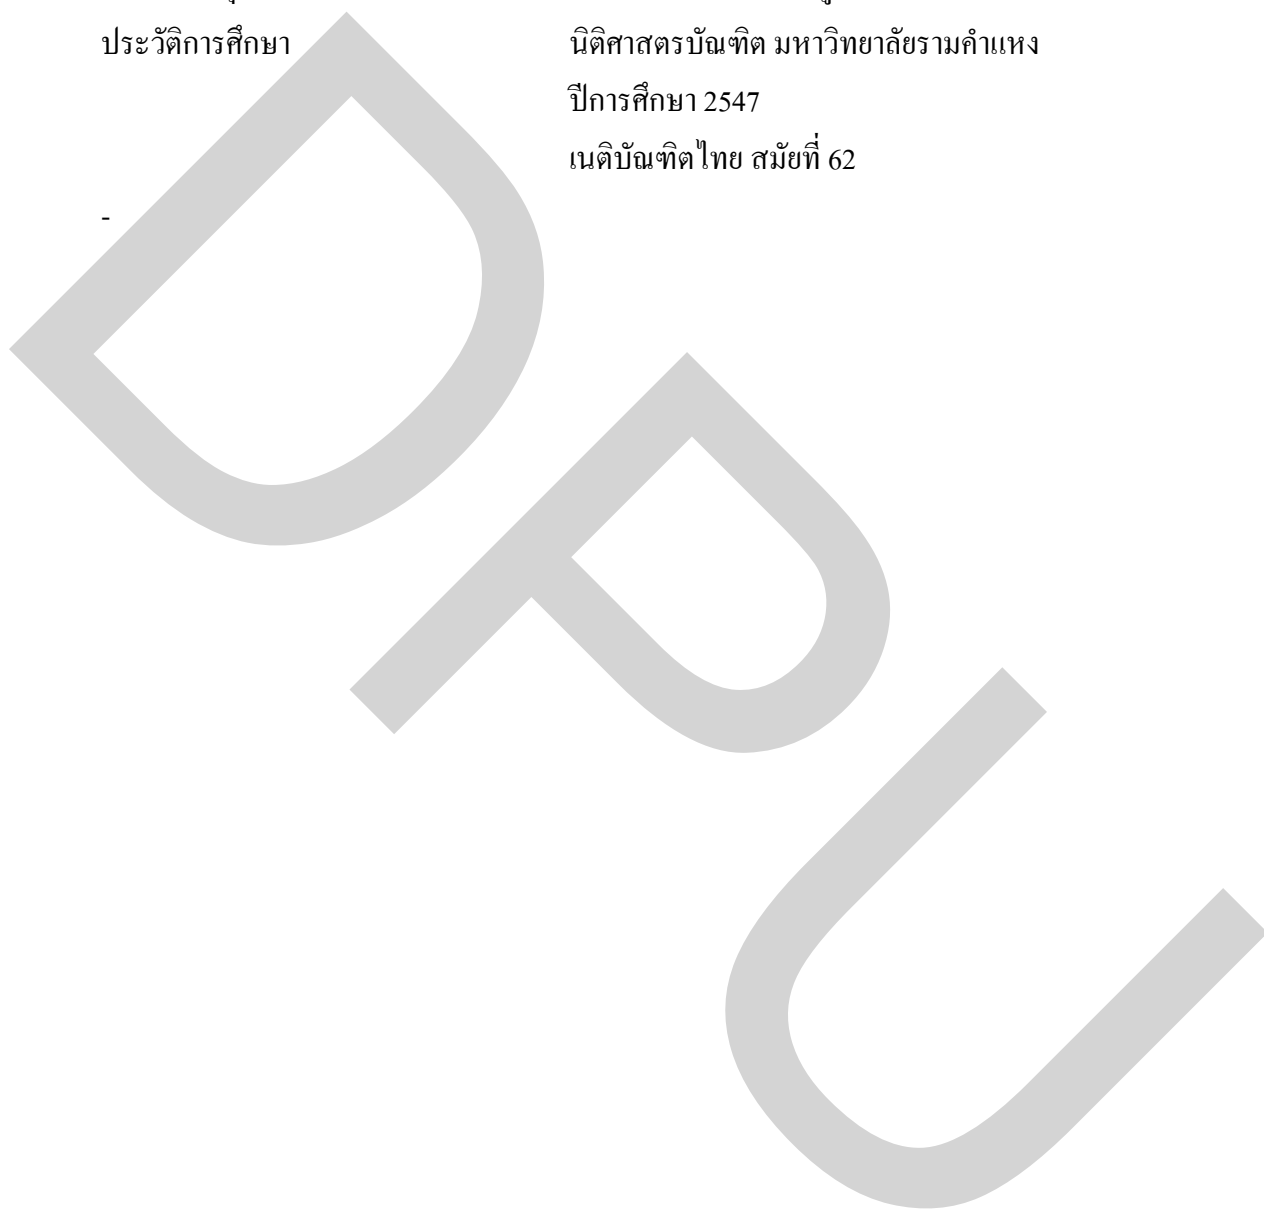 ประวัติการศึกษา นิติศาสตรบัณฑิต มหาวิทยาลัยรามคำแหง
ปีการศึกษา 2547
เนติบัณฑิตไทย สมัยที่ 62
-
DPU